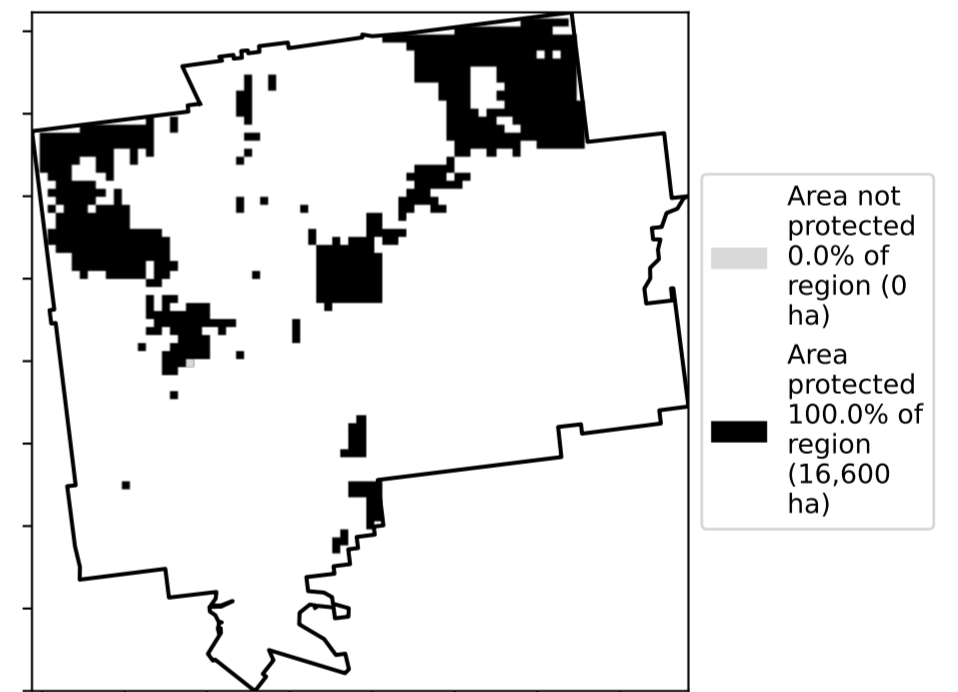 Area not
protected
0.0% of
region (0
ha)
Area
protected
100.0% of
region
(16,600
ha)